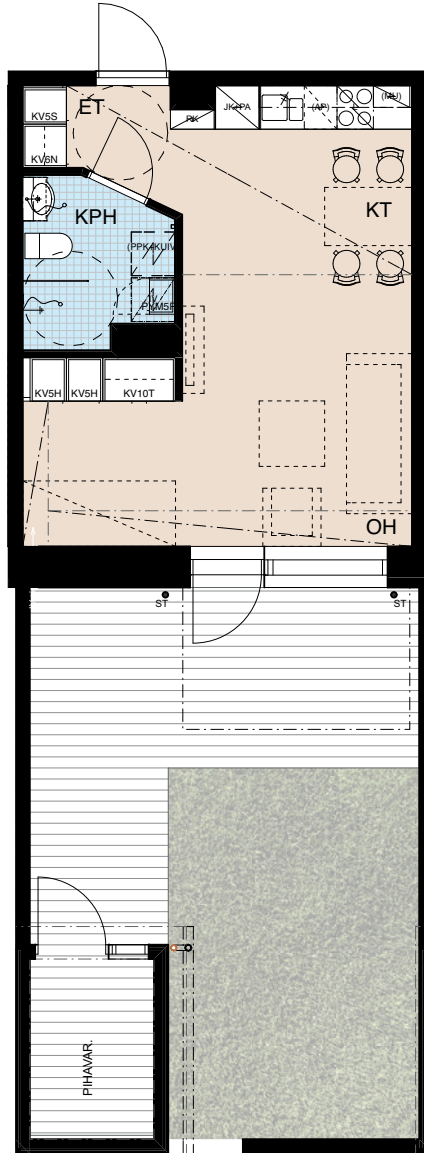 ET
KV5S
KV6N
RK
JK/PA
(AP)
(MU)
KPH
KT
(PPK+KUIV)
KV5H
KV5H
KV10T
OH
ST
ST
PIHAVAR.